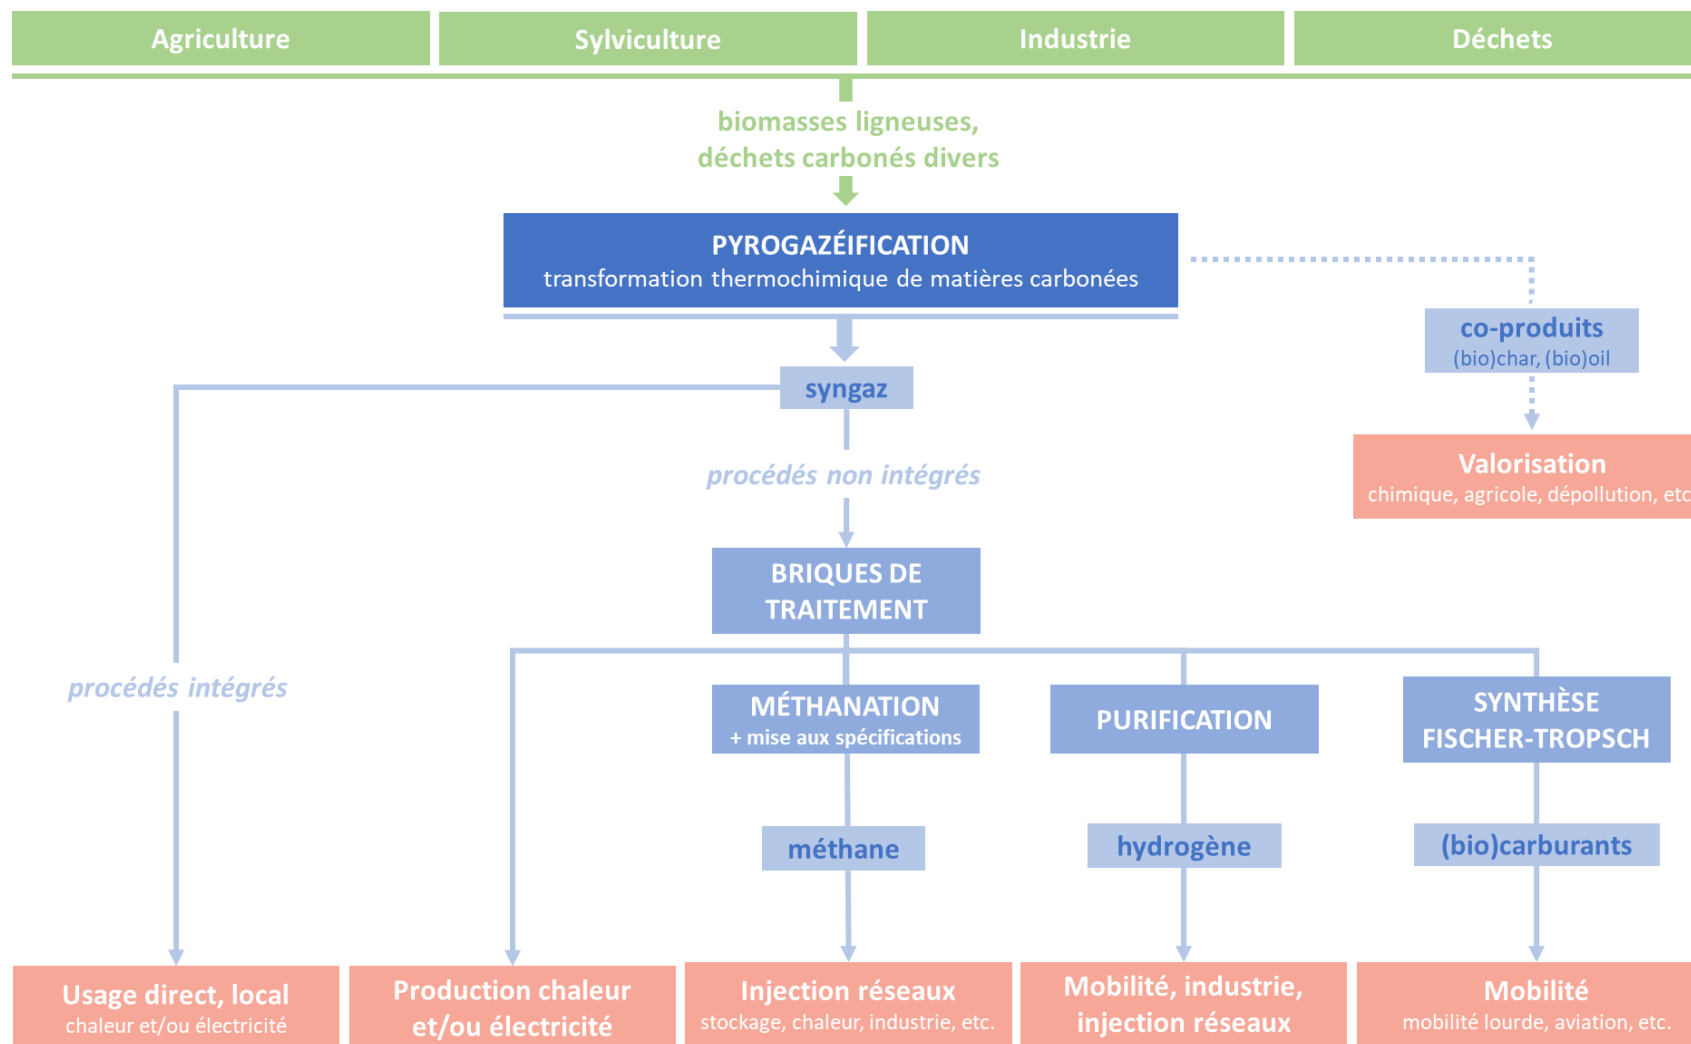 Agriculture
Sylviculture
Industrie
Déchets
biomasses ligneuses,
déchets carbonés divers
PYROGAZÉIFICATION
transformation thermochimique de matières carbonées
co-produits
(bio)char, (bio)oil
syngaz
Valorisation
chimique, agricole, dépollution, etc
procédés non intégrés
BRIQUES DE
TRAITEMENT
procédés intégrés
MÉTHANATION
+ mise aux spécifications
PURIFICATION
SYNTHÈSE
FISCHER-TROPSCH
méthane
hydrogène
(bio)carburants
Usage direct, local
chaleur et/ou électricité
Production chaleur
et/ou électricité
Injection réseaux
stockage, chaleur, industrie, etc.
Mobilité, industrie,
injection réseaux
Mobilité
mobilité lourde, aviation, etc.